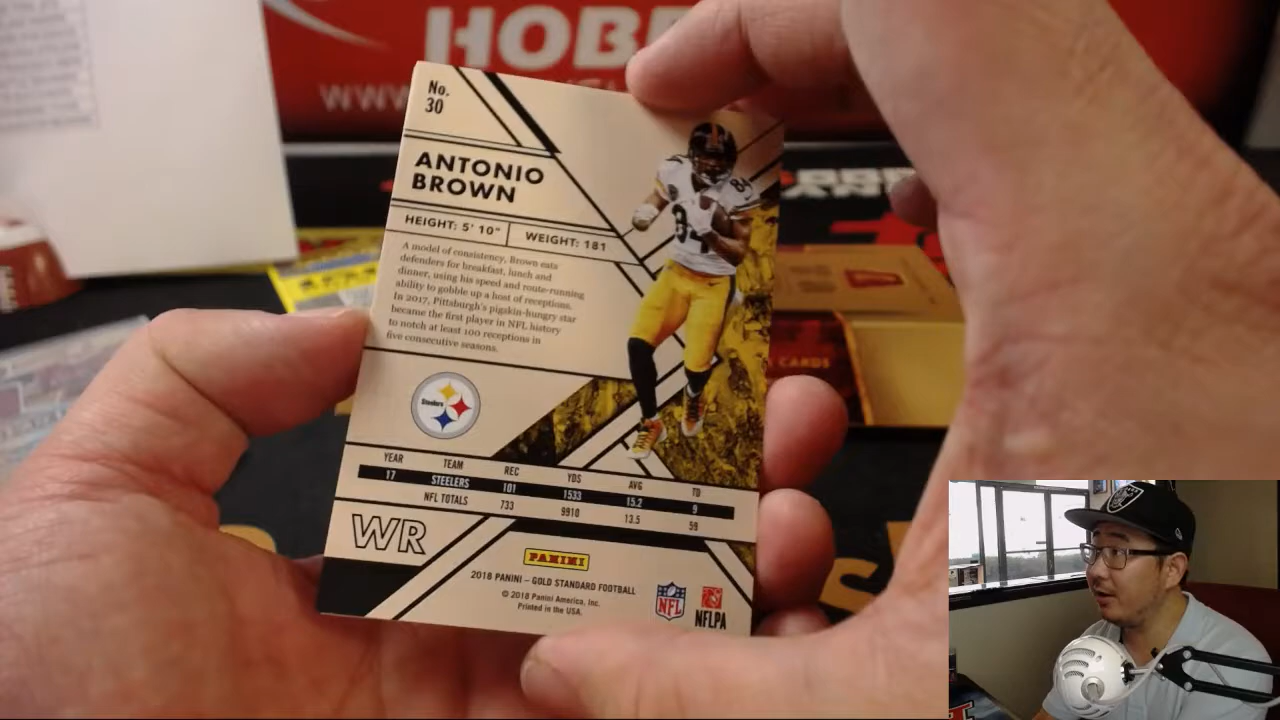 HOBB
WWW.
No.
30
ANTONIO
BROWN
HEIGHT: 5' 10"
WEIGHT: 181
A model of consistency, Brown eats
defenders for breakfast, lunch and
dinner, using his speed and route-running
ability to gobble up a host of receptions.
In 2017, Pittsburgh's pigskin-hungry star
became the first player in NFL history
to notch at least 100 receptions in
five consecutive seasons.
84
84
Steelers
YEAR TEAM REC YDS AVG TD
17 STEELERS 101 1533 15.2 9
NFL TOTALS 733 9910 13.5 59
WR
PANINI
2018 PANINI – GOLD STANDARD FOOTBALL
© 2018 Panini America, Inc.
Printed in the USA.
NFL
NFLPA
CARDS